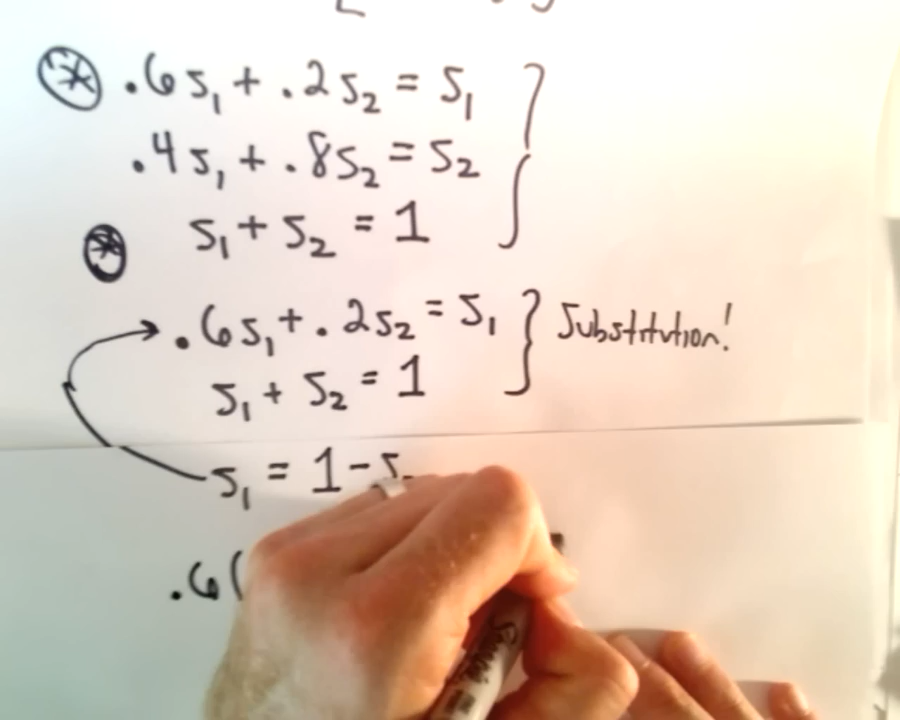 .6s₁ + .2s₂ = s₁
.4s₁ + .8s₂ = s₂
s₁ + s₂ = 1
.6s₁ + .2s₂ = s₁ } Substitution!
s₁ + s₂ = 1
s₁ = 1 - s
.6(